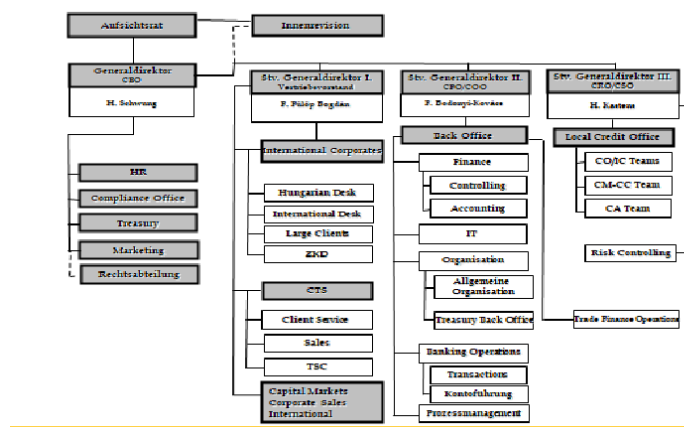 Aufsichtsrat
Innenrevision
Generaldirektor
CEO
H. Schwung
HR
Compliance Office
Treasury
Marketing
Rechtsabteilung
Stv. Generaldirektor I.
Vertriebsvorstand
F. Fülöp Bogdán
International Corporates
Hungarian Desk
International Desk
Large Clients
ZKD
CTS
Client Service
Sales
TSC
Capital Markets
Corporate Sales
International
Stv. Generaldirektor II.
CFO/COO
F.
Back Office
Finance
Controlling
Accounting
IT
Organisation
Allgemeine
Organisation
Treasury Back Office
Banking Operations
Transactions
Kontoführung
Prozessmanagement
Stv. Generaldirektor III.
CRO/CSO
H.
Local Credit Office
CO/IC Teams
CM-CC Team
CA Team
Risk Controlling
Trade Finance Operations